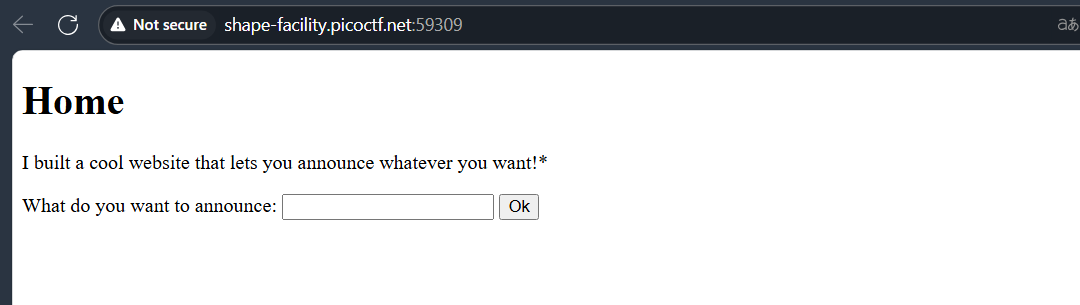 Not secure shape-facility.picoctf.net:59309 aあ
Home
I built a cool website that lets you announce whatever you want!*
What do you want to announce: Ok